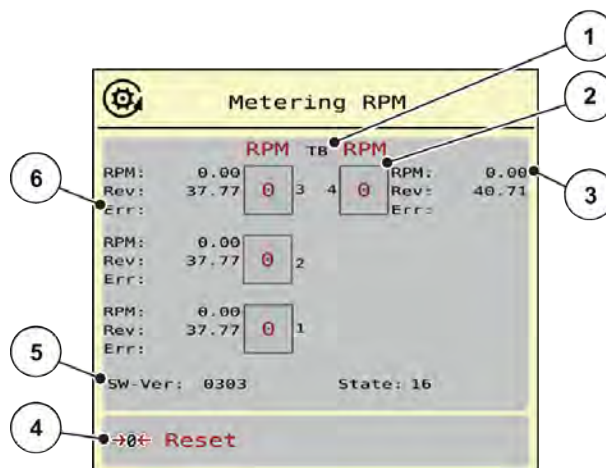 1
Metering RPM
2
RPM TB RPM
RPM: 0.00 RPM: 0.00
6 Rev: 37.77 0 3 4 0 Rev: 40.71 3
Err: Err:
RPM: 0.00
Rev: 37.77 0 2
Err:
RPM: 0.00
Rev: 37.77 0 1
Err:
5
SW-Ver: 0303 State: 16
4 →0← Reset